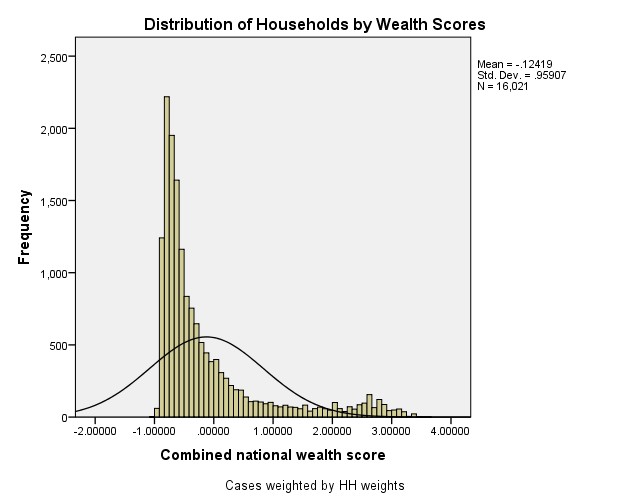 Distribution of Households by Wealth Scores
Mean = -.12419
Std. Dev. = .95907
N = 16,021
2,500
2,000
1,500
1,000
500
0
Frequency
-2.00000 -1.00000 .00000 1.00000 2.00000 3.00000 4.00000
Combined national wealth score
Cases weighted by HH weights